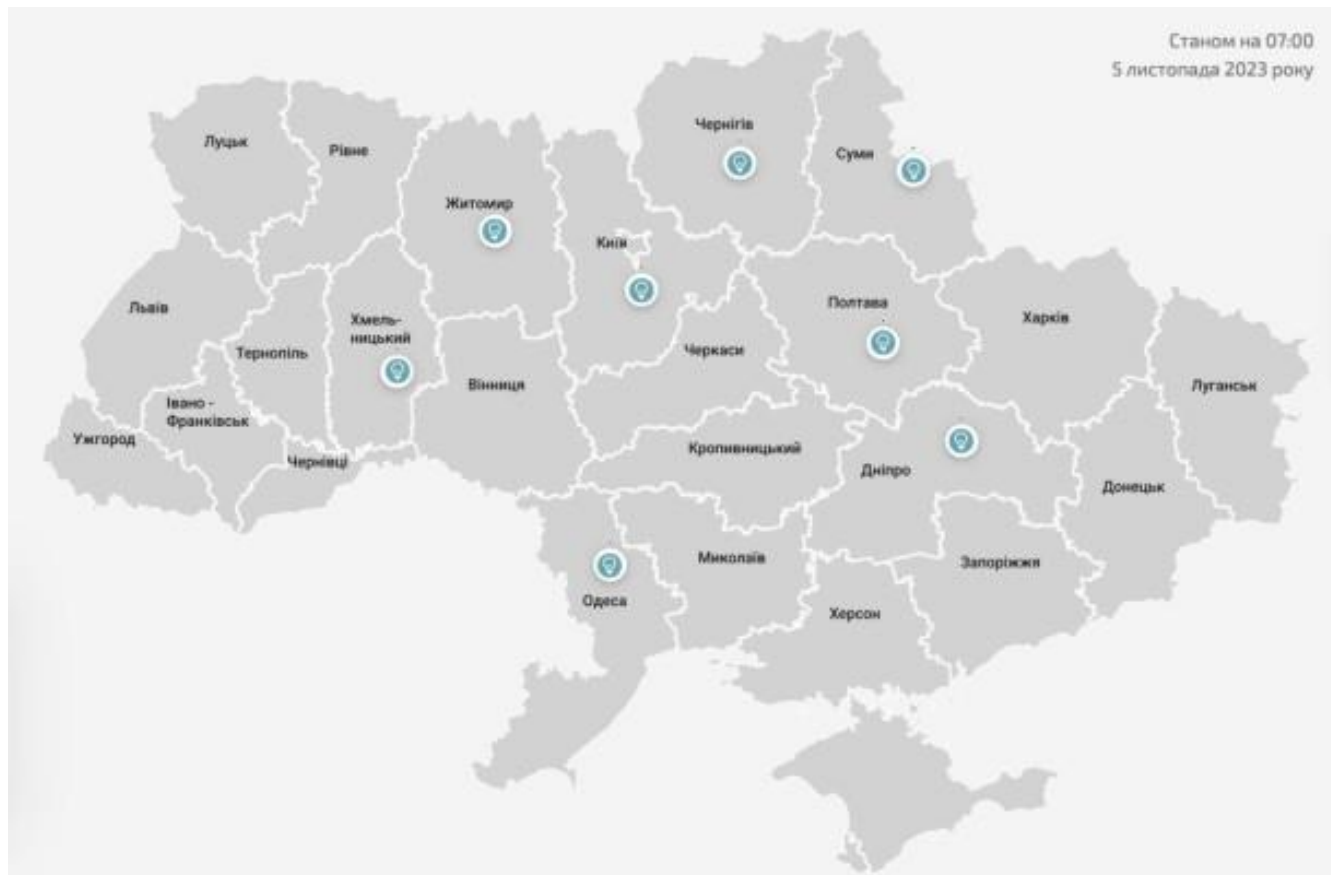 Станом на 07:00
5 листопада 2023 року
Чернігів
Луцьк
Рівне
Суми
Житомир
Київ
Львів
Хмель-
ницький
Полтава
Харків
Тернопіль
Черкаси
Вінниця
Луганськ
Івано -
Франківськ
Ужгород
Чернівці
Кропивницький
Дніпро
Донецьк
Миколаїв
Запоріжжя
Одеса
Херсон